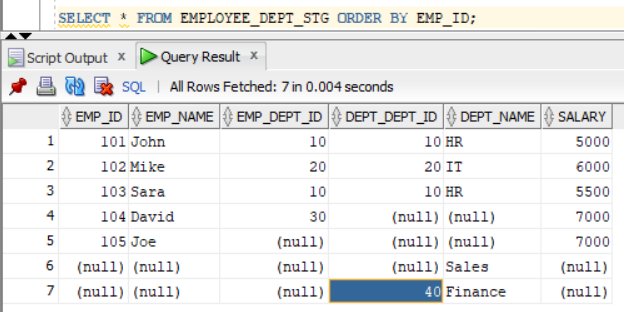 SELECT * FROM EMPLOYEE_DEPT_STG ORDER BY EMP_ID;
Script Output x Query Result x
SQL | All Rows Fetched: 7 in 0.004 seconds
EMP_ID EMP_NAME EMP_DEPT_ID DEPT_DEPT_ID DEPT_NAME SALARY
1 101 John 10 10 HR 5000
2 102 Mike 20 20 IT 6000
3 103 Sara 10 10 HR 5500
4 104 David 30 (null) (null) 7000
5 105 Joe (null) (null) (null) 7000
6 (null) (null) (null) (null) Sales (null)
7 (null) (null) (null) 40 Finance (null)